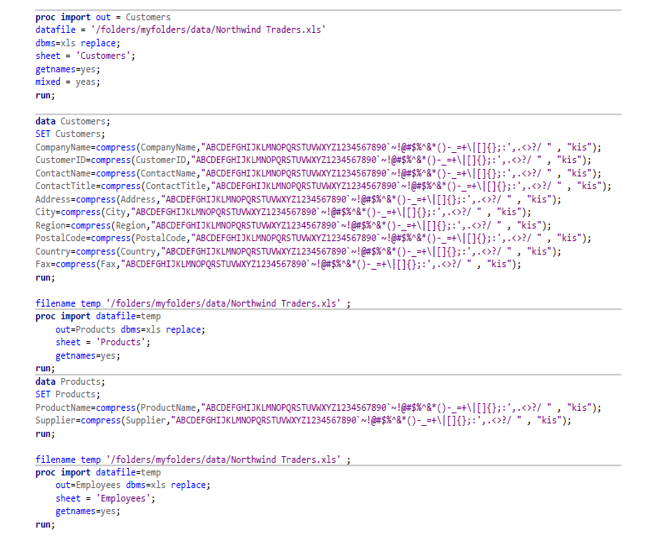 proc import out = Customers
datafile = '/folders/myfolders/data/Northwind Traders.xls'
dbms=xls replace;
sheet = 'Customers';
getnames=yes;
mixed = yeas;
run;
data Customers;
SET Customers;
CompanyName=compress(CompanyName,"ABCDEFGHIJKLMNOPQRSTUVWXYZ1234567890`~!@#$%^&*()-_=+\|[]{};:',.<>?/ " , "kis");
CustomerID=compress(CustomerID,"ABCDEFGHIJKLMNOPQRSTUVWXYZ1234567890`~!@#$%^&*()-_=+\|[]{};:',.<>?/ " , "kis");
ContactName=compress(ContactName,"ABCDEFGHIJKLMNOPQRSTUVWXYZ1234567890`~!@#$%^&*()-_=+\|[]{};:',.<>?/ " , "kis");
ContactTitle=compress(ContactTitle,"ABCDEFGHIJKLMNOPQRSTUVWXYZ1234567890`~!@#$%^&*()-_=+\|[]{};:',.<>?/ " , "kis");
Address=compress(Address,"ABCDEFGHIJKLMNOPQRSTUVWXYZ1234567890`~!@#$%^&*()-_=+\|[]{};:',.<>?/ " , "kis");
City=compress(City,"ABCDEFGHIJKLMNOPQRSTUVWXYZ1234567890`~!@#$%^&*()-_=+\|[]{};:',.<>?/ " , "kis");
Region=compress(Region,"ABCDEFGHIJKLMNOPQRSTUVWXYZ1234567890`~!@#$%^&*()-_=+\|[]{};:',.<>?/ " , "kis");
PostalCode=compress(PostalCode,"ABCDEFGHIJKLMNOPQRSTUVWXYZ1234567890`~!@#$%^&*()-_=+\|[]{};:',.<>?/ " , "kis");
Country=compress(Country,"ABCDEFGHIJKLMNOPQRSTUVWXYZ1234567890`~!@#$%^&*()-_=+\|[]{};:',.<>?/ " , "kis");
Fax=compress(Fax,"ABCDEFGHIJKLMNOPQRSTUVWXYZ1234567890`~!@#$%^&*()-_=+\|[]{};:',.<>?/ " , "kis");
run;
filename temp '/folders/myfolders/data/Northwind Traders.xls' ;
proc import datafile=temp
out=Products dbms=xls replace;
sheet = 'Products';
getnames=yes;
run;
data Products;
SET Products;
ProductName=compress(ProductName,"ABCDEFGHIJKLMNOPQRSTUVWXYZ1234567890`~!@#$%^&*()-_=+\|[]{};:',.<>?/ " , "kis");
Supplier=compress(Supplier,"ABCDEFGHIJKLMNOPQRSTUVWXYZ1234567890`~!@#$%^&*()-_=+\|[]{};:',.<>?/ " , "kis");
run;
filename temp '/folders/myfolders/data/Northwind Traders.xls' ;
proc import datafile=temp
out=Employees dbms=xls replace;
sheet = 'Employees';
getnames=yes;
run;